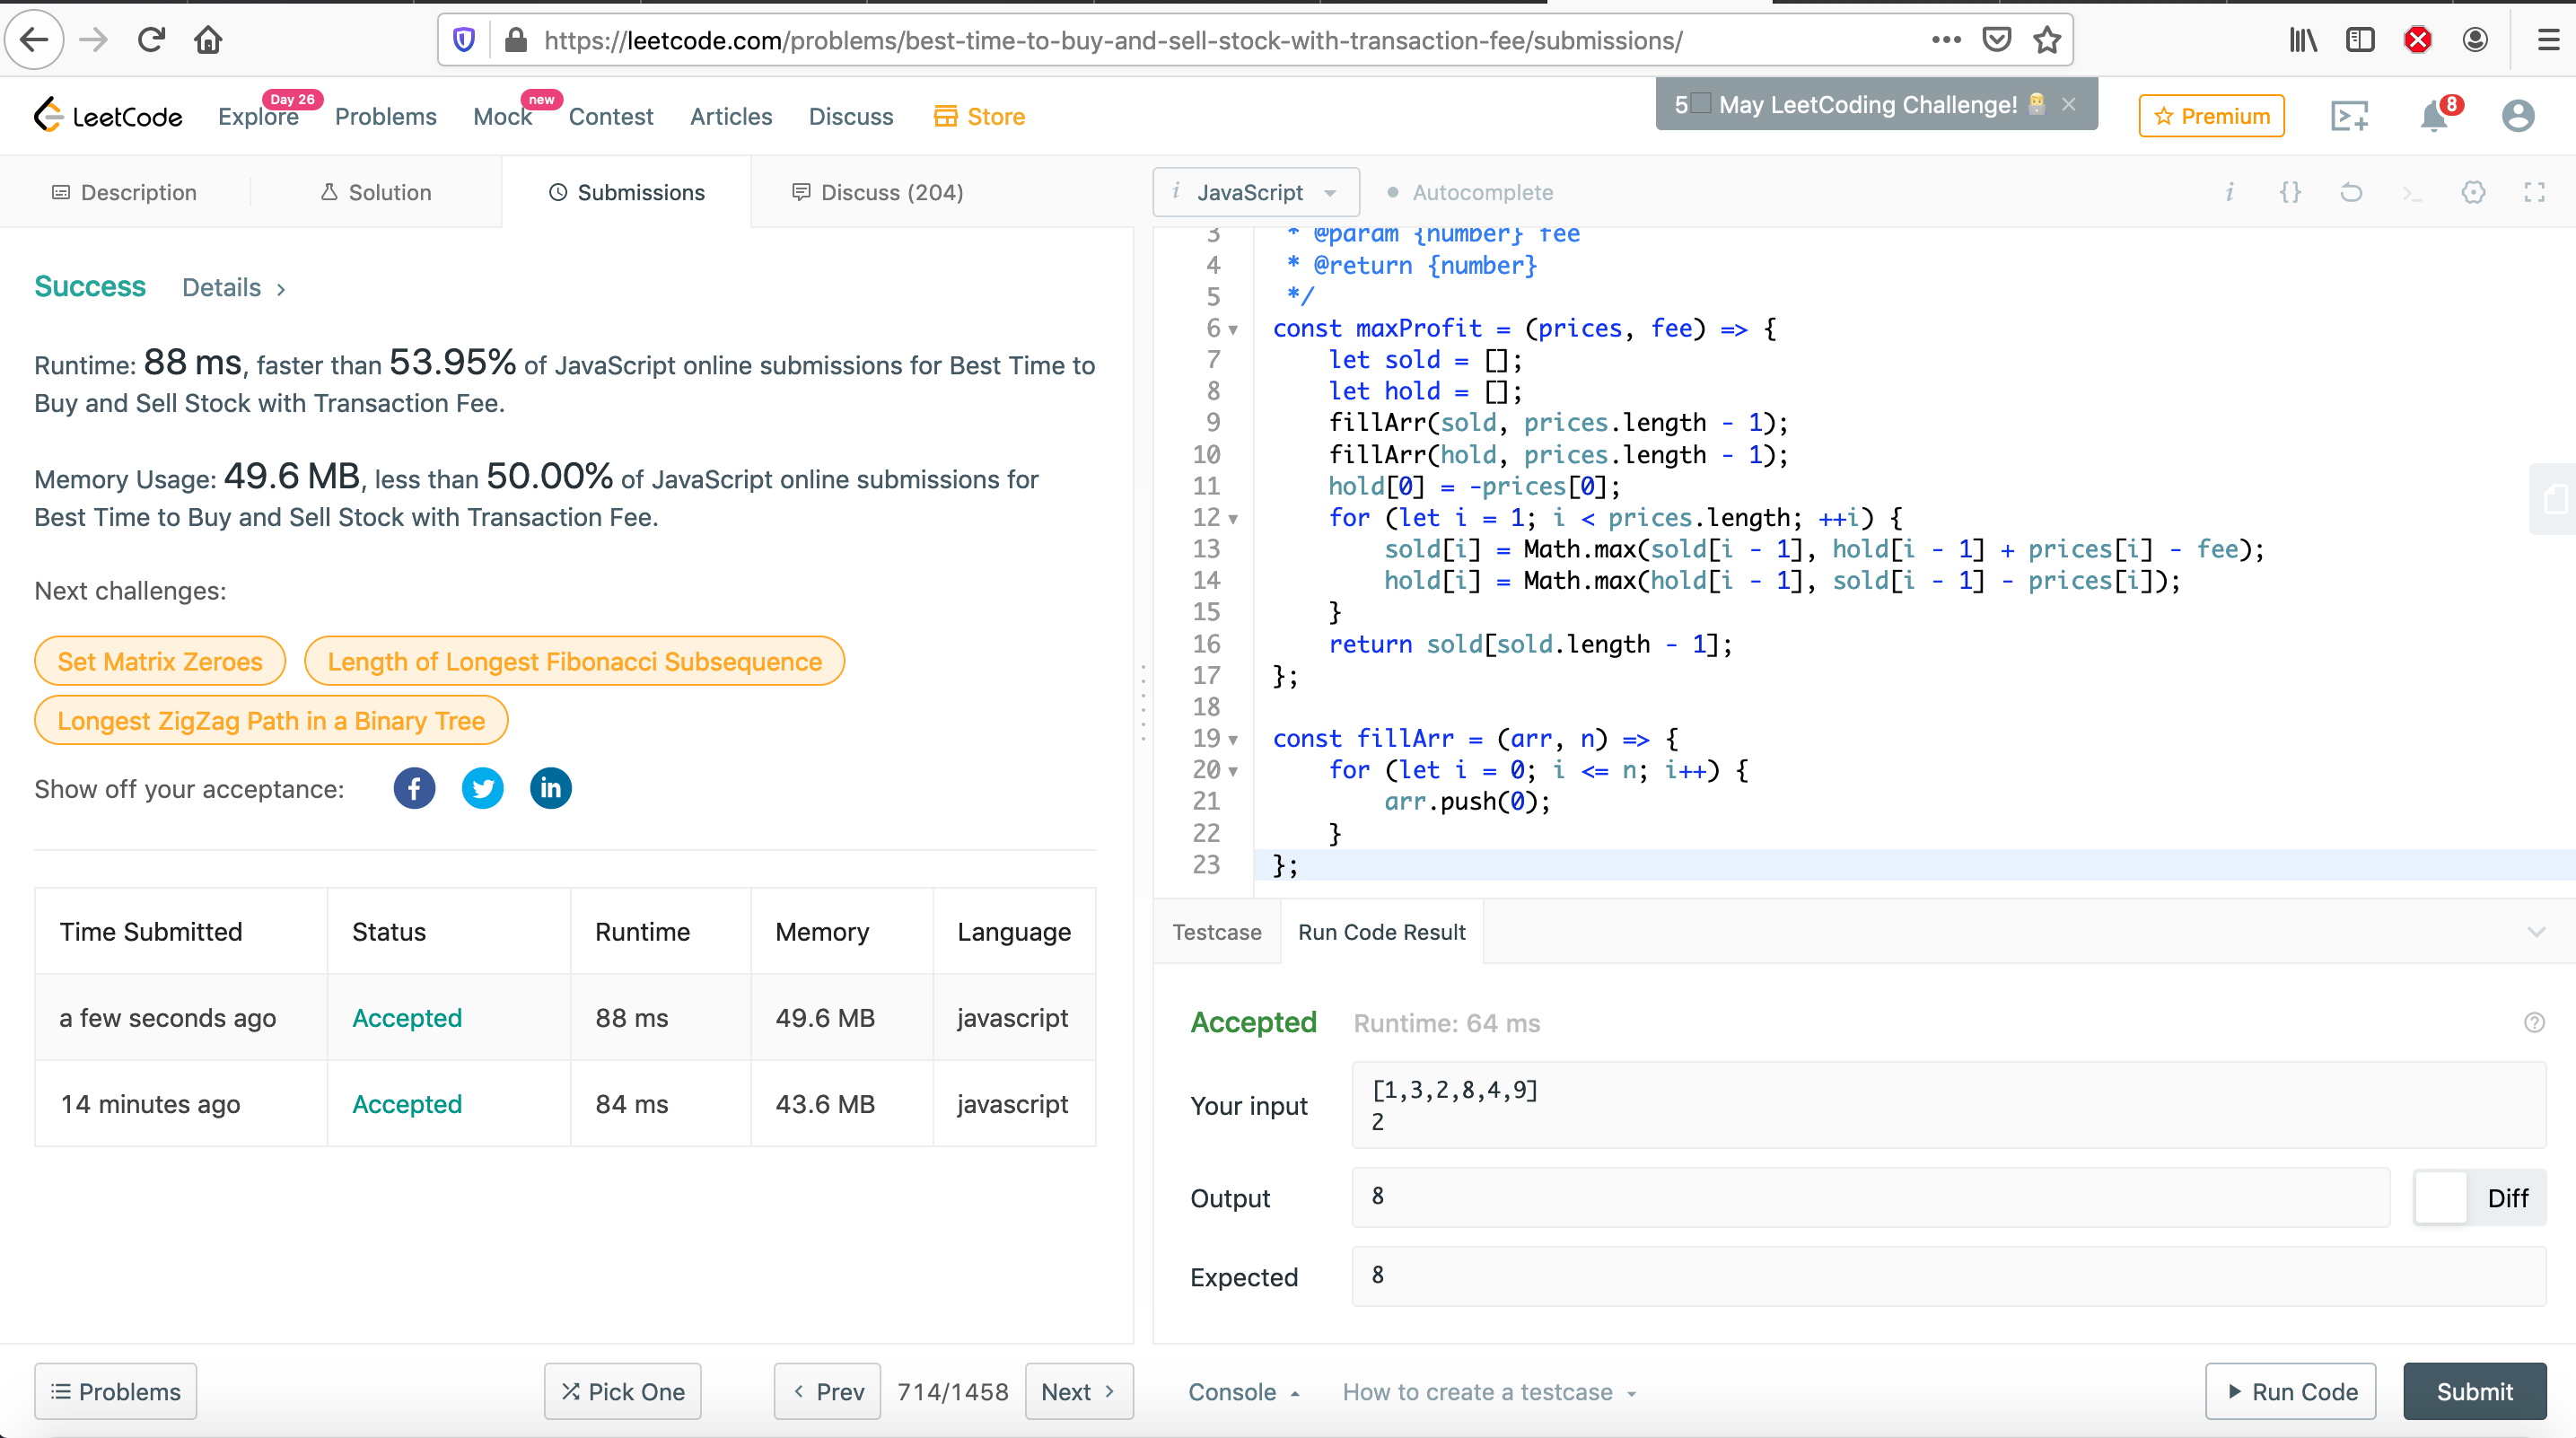 https://leetcode.com/problems/best-time-to-buy-and-sell-stock-with-transaction-fee/submissions/
LeetCode
Explore
Day 26
Problems
Mock
new
Contest
Articles
Discuss
Store
5 May LeetCoding Challenge!
Premium
8
Description
Solution
Submissions
Discuss (204)
i JavaScript
Autocomplete
Success
Details >
Runtime: 88 ms, faster than 53.95% of JavaScript online submissions for Best Time to
Buy and Sell Stock with Transaction Fee.
Memory Usage: 49.6 MB, less than 50.00% of JavaScript online submissions for
Best Time to Buy and Sell Stock with Transaction Fee.
Next challenges:
Set Matrix Zeroes
Length of Longest Fibonacci Subsequence
Longest ZigZag Path in a Binary Tree
Show off your acceptance:
Time Submitted Status Runtime Memory Language
a few seconds ago Accepted 88 ms 49.6 MB javascript
14 minutes ago Accepted 84 ms 43.6 MB javascript
Problems
Pick One
< Prev
714/1458
Next >
3 * @param {number} fee
4 * @return {number}
5 */
6 const maxProfit = (prices, fee) => {
7 let sold = [];
8 let hold = [];
9 fillArr(sold, prices.length - 1);
10 fillArr(hold, prices.length - 1);
11 hold[0] = -prices[0];
12 for (let i = 1; i < prices.length; ++i) {
13 sold[i] = Math.max(sold[i - 1], hold[i - 1] + prices[i] - fee);
14 hold[i] = Math.max(hold[i - 1], sold[i - 1] - prices[i]);
15 }
16 return sold[sold.length - 1];
17 };
18
19 const fillArr = (arr, n) => {
20 for (let i = 0; i <= n; i++) {
21 arr.push(0);
22 }
23 };
Testcase
Run Code Result
Accepted
Runtime: 64 ms
Your input
[1,3,2,8,4,9]
2
Output
8
Diff
Expected
8
Console
How to create a testcase
Run Code
Submit